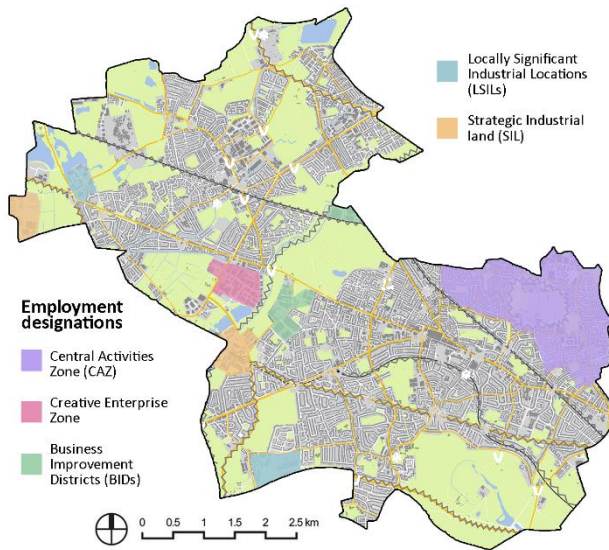 Locally Significant
Industrial Locations
(LSILs)
Strategic Industrial
land (SIL)
Employment
designations
Central Activities
Zone (CAZ)
Creative Enterprise
Zone
Business
Improvement
Districts (BIDs)
0 0.5 1 1.5 2 2.5 km